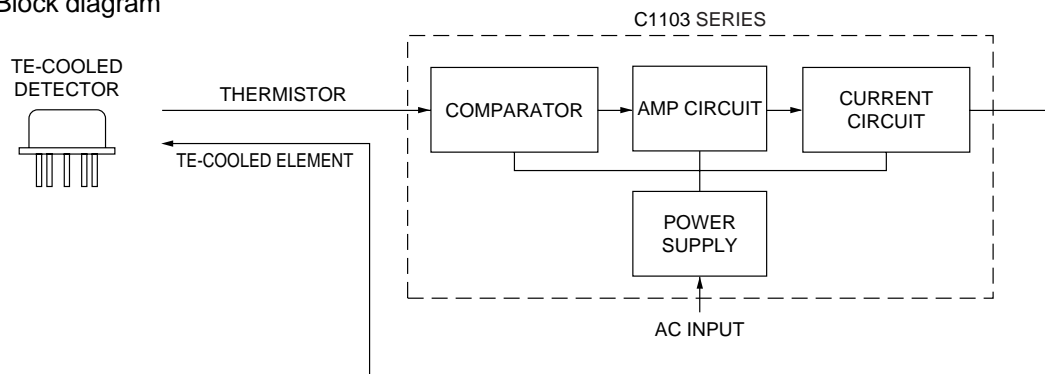 Block diagram
C1103 SERIES
TE-COOLED
DETECTOR
THERMISTOR
TE-COOLED ELEMENT
COMPARATOR
AMP CIRCUIT
CURRENT
CIRCUIT
POWER
SUPPLY
AC INPUT